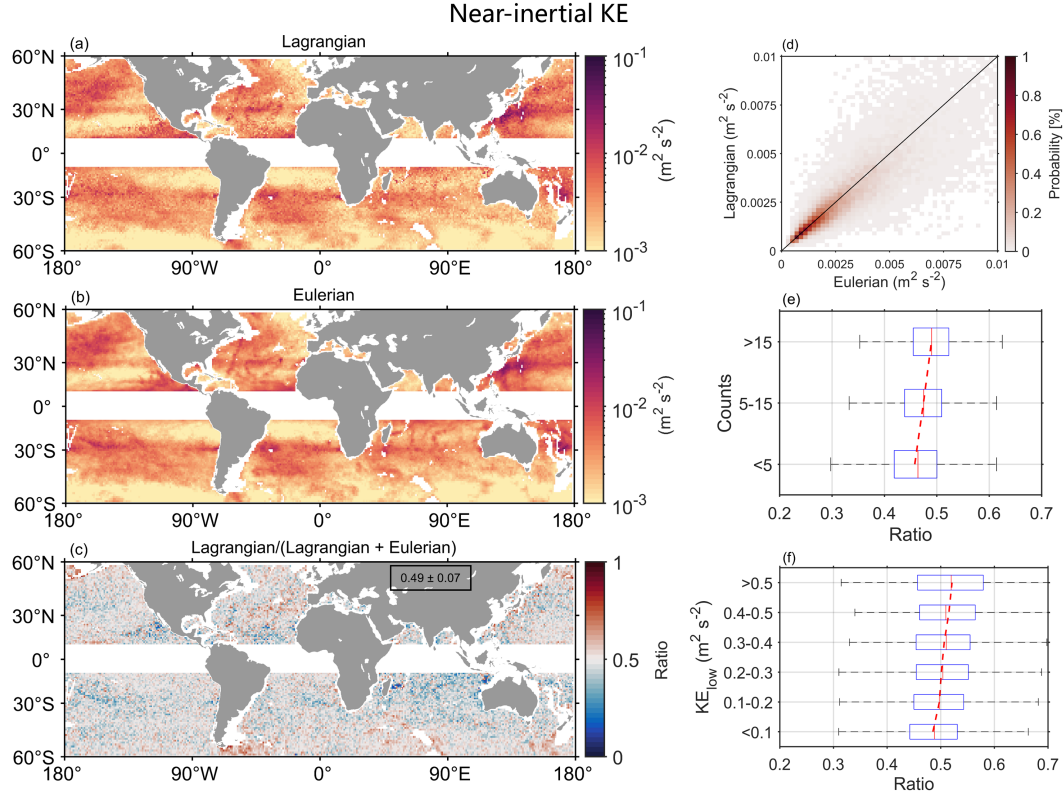 Near-inertial KE
(a)
Lagrangian
60°N
30°N
0°
30°S
60°S
180°
90°W
0°
90°E
180°
10^-1
10^-2
10^-3
(m² s⁻²)
(b)
Eulerian
60°N
30°N
0°
30°S
60°S
180°
90°W
0°
90°E
180°
10^-1
10^-2
10^-3
(m² s⁻²)
(c)
Lagrangian/(Lagrangian + Eulerian)
0.49 ± 0.07
60°N
30°N
0°
30°S
60°S
180°
90°W
0°
90°E
180°
1
0.5
0
Ratio
(d)
0.01
0.0075
0.005
0.0025
0
Lagrangian (m² s⁻²)
0
0.0025
0.005
0.0075
0.01
Eulerian (m² s⁻²)
1
0.8
0.6
0.4
0.2
0
Probability [%]
(e)
>15
5-15
<5
Counts
0.2
0.3
0.4
0.5
0.6
0.7
Ratio
(f)
>0.5
0.4-0.5
0.3-0.4
0.2-0.3
0.1-0.2
<0.1
KE_low (m² s⁻²)
0.2
0.3
0.4
0.5
0.6
0.7
Ratio